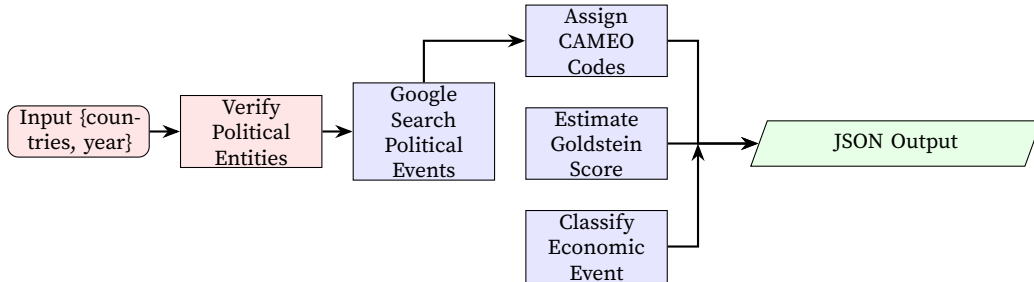 Input {coun-
tries, year}
Verify
Political
Entities
Google
Search
Political
Events
Assign
CAMEO
Codes
Estimate
Goldstein
Score
Classify
Economic
Event
JSON Output